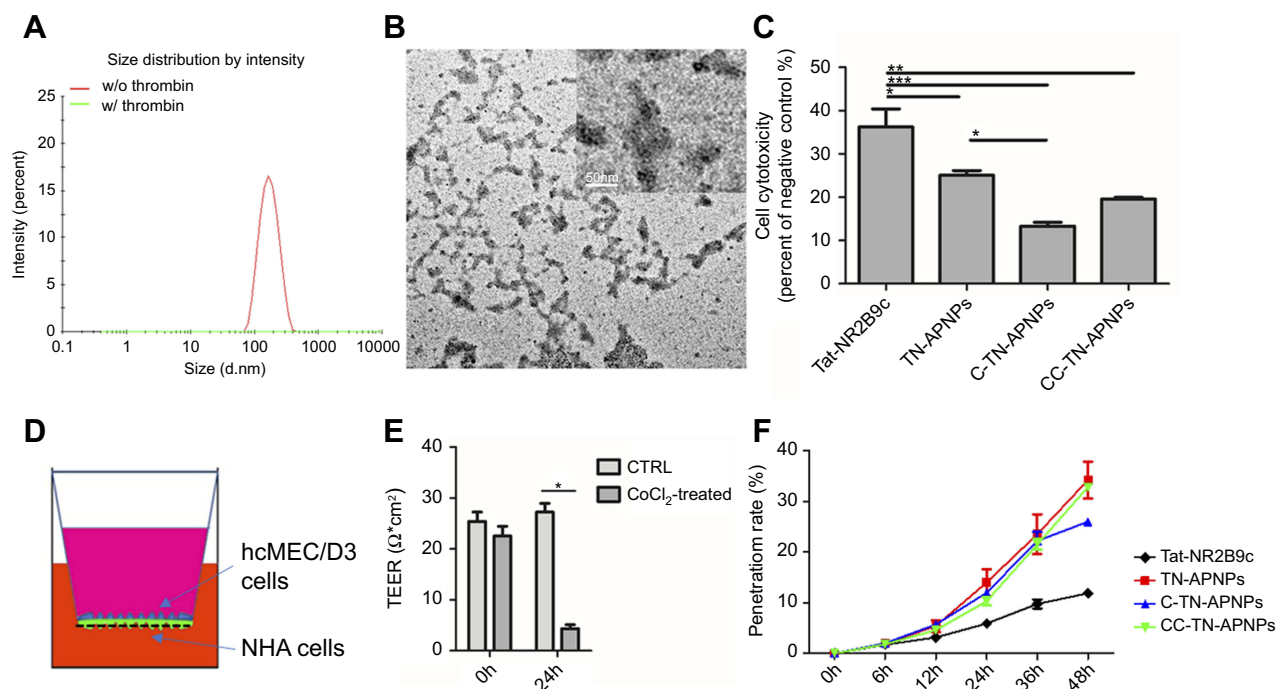 A
Size distribution by intensity
w/o thrombin
w/ thrombin
25
20
15
10
5
0
Intensity (percent)
0.1 1 10 100 1000 10000
Size (d.nm)
B
50nm
C
50
40
30
20
10
0
Cell cytotoxicity
(percent of negative control %)
**
***
*
*
Tat-NR2B9c
TN-APNPs
C-TN-APNPs
CC-TN-APNPs
D
hcMEC/D3
cells
NHA cells
E
40
30
20
10
0
TEER (Ω*cm²)
CTRL
CoCl₂-treated
*
0h
24h
F
40
30
20
10
0
Penetratiom rate (%)
Tat-NR2B9c
TN-APNPs
C-TN-APNPs
CC-TN-APNPs
0h
6h
12h
24h
36h
48h